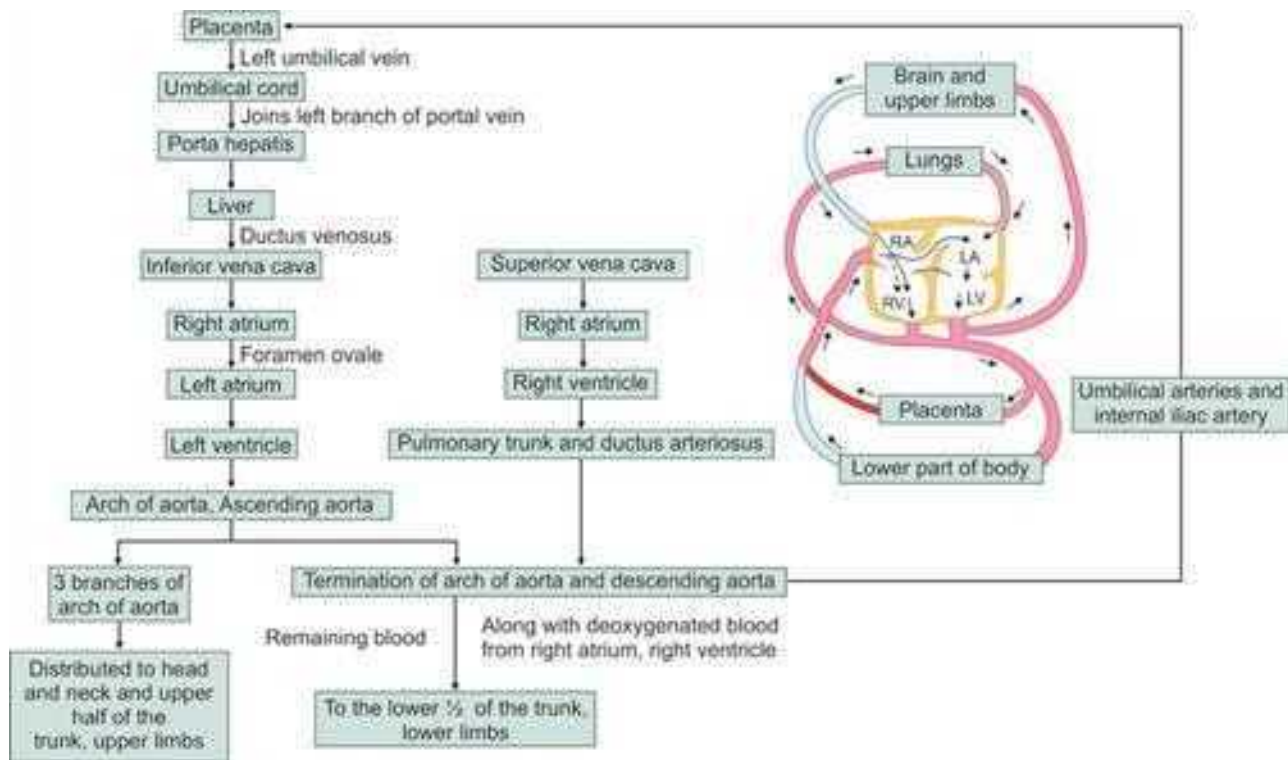 Placenta
Left umbilical vein
Umbilical cord
Joins left branch of portal vein
Porta hepatis
Liver
Ductus venosus
Inferior vena cava
Right atrium
Foramen ovale
Left atrium
Left ventricle
Arch of aorta, Ascending aorta
3 branches of
arch of aorta
Distributed to head
and neck and upper
half of the
trunk, upper limbs
Superior vena cava
Right atrium
Right ventricle
Pulmonary trunk and ductus arteriosus
Termination of arch of aorta and descending aorta
Remaining blood
Along with deoxygenated blood
from right atrium, right ventricle
To the lower ½ of the trunk,
lower limbs
Brain and
upper limbs
Lungs
RA
LA
RV
LV
Placenta
Lower part of body
Umbilical arteries and
internal iliac artery